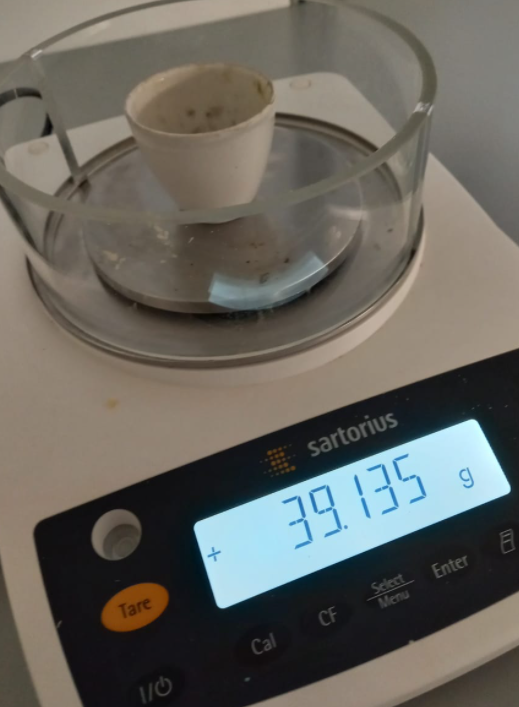 sartorius
+ 39.135 g
Tare
Cal
CF
Select
Menu
Enter
I/⏻